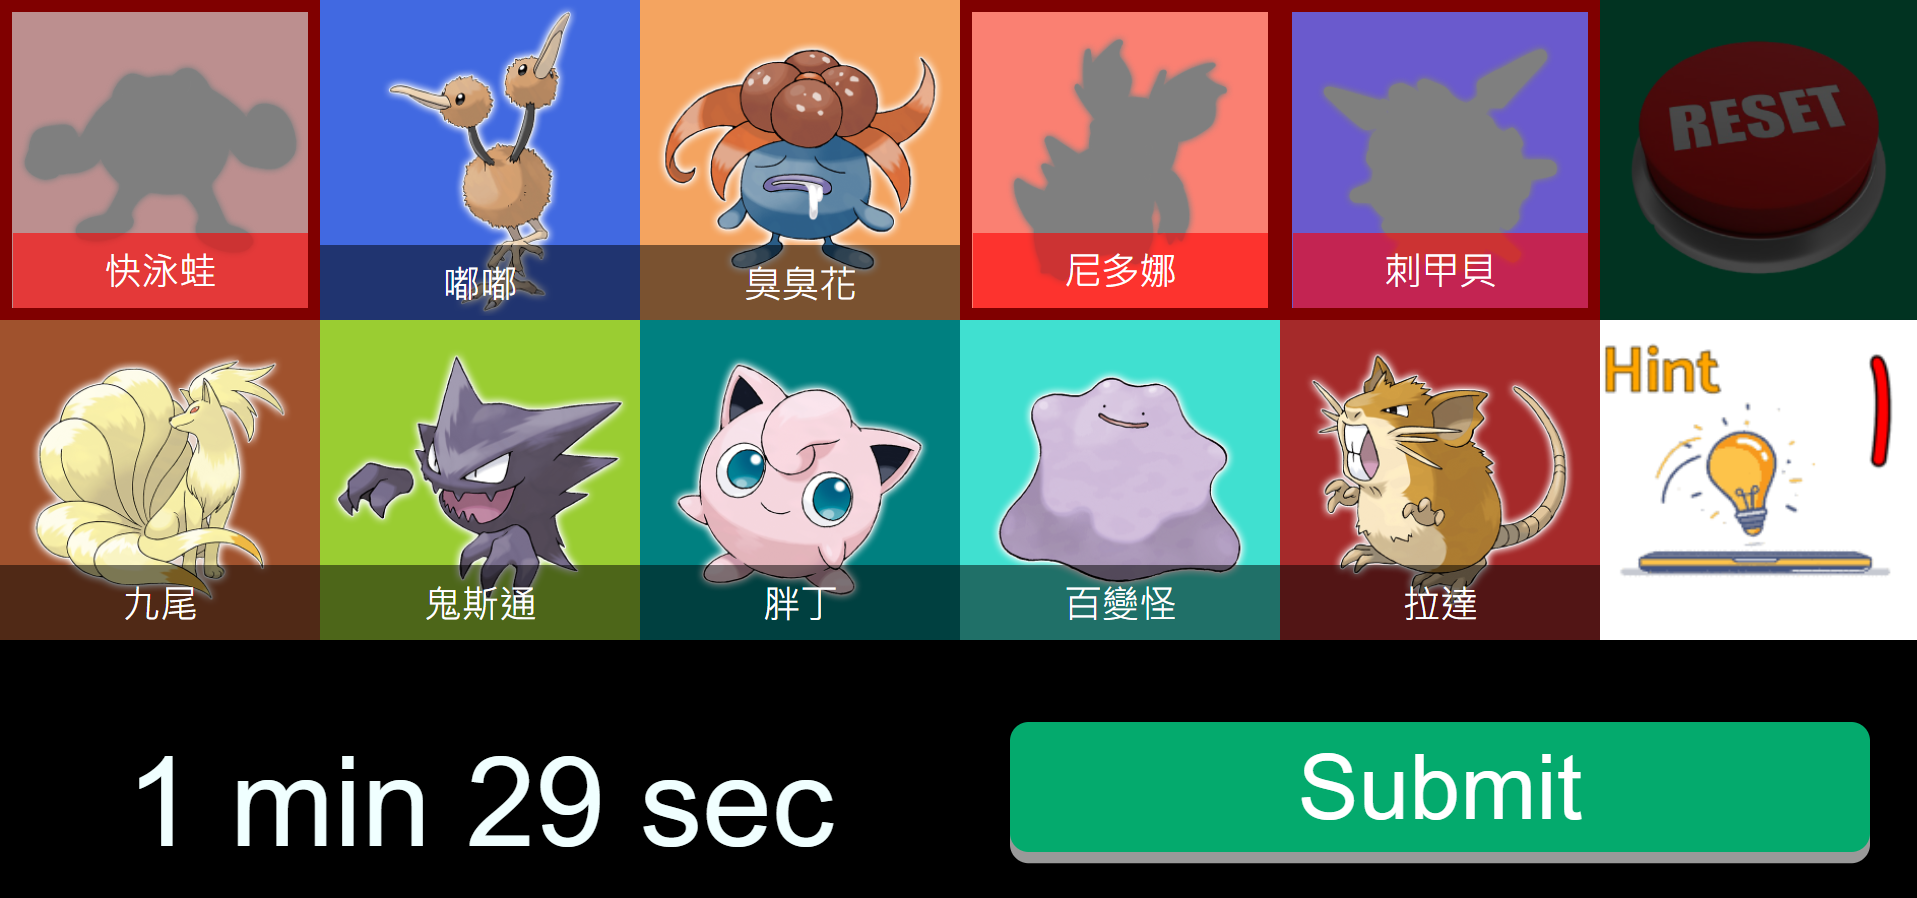 快泳蛙
嘟嘟
臭臭花
尼多娜
刺甲貝
RESET
九尾
鬼斯通
胖丁
百變怪
拉達
Hint
1 min 29 sec
Submit